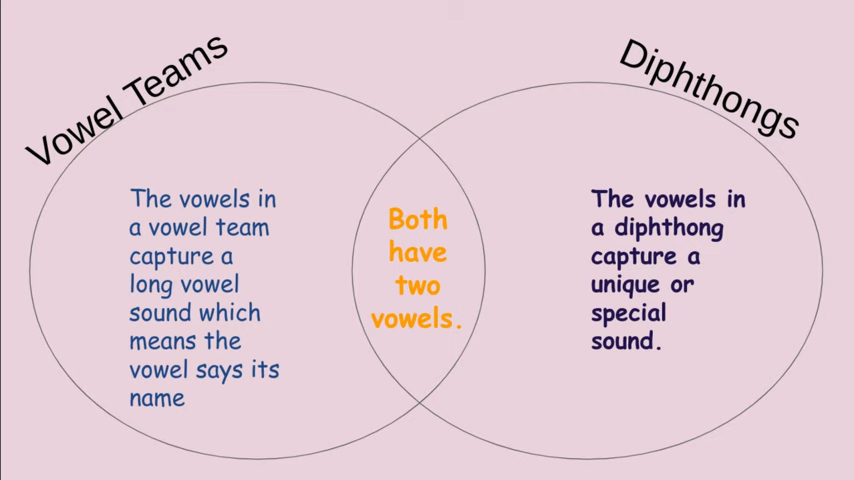 Vowel Teams
Diphthongs
The vowels in
a vowel team
capture a
long vowel
sound which
means the
vowel says its
name
Both
have
two
vowels.
The vowels in
a diphthong
capture a
unique or
special
sound.